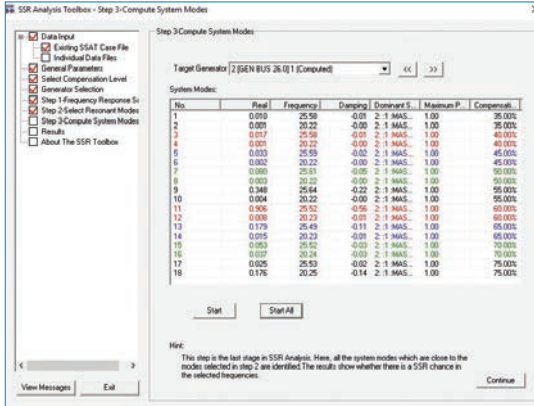 SSR Analysis Toolbox - Step 3-Compute System Modes
Data Input
Existing SSAT Case File
Individual Data Files
General Parameters
Select Compensation Level
Generator Selection
Step 1-Frequency Response Sc
Step 2-Select Resonant Modes
Step 3-Compute System Modes
Results
About The SSR Toolbox
View Messages
Exit
Step 3-Compute System Modes
Target Generator 2 [GEN BUS 26.0] 1 (Computed)
<<
>>
System Modes:
No. Real Frequency Damping Dominant S... Maximum P... Compensati...
1 0.010 25.58 -0.01 2: :1 :MAS... 1.00 35.00%
2 0.001 20.22 -0.00 2: :1 :MAS... 1.00 35.00%
3 0.017 25.58 -0.01 2: :1 :MAS... 1.00 40.00%
4 0.001 20.22 -0.00 2: :1 :MAS... 1.00 40.00%
5 0.033 25.59 -0.02 2: :1 :MAS... 1.00 45.00%
6 0.002 20.22 -0.00 2: :1 :MAS... 1.00 45.00%
7 0.080 25.61 -0.05 2: :1 :MAS... 1.00 50.00%
8 0.003 20.22 -0.00 2: :1 :MAS... 1.00 50.00%
9 0.348 25.64 -0.22 2: :1 :MAS... 1.00 55.00%
10 0.004 20.22 -0.00 2: :1 :MAS... 1.00 55.00%
11 0.906 25.52 -0.56 2: :1 :MAS... 1.00 60.00%
12 0.008 20.23 -0.01 2: :1 :MAS... 1.00 60.00%
13 0.179 25.49 -0.11 2: :1 :MAS... 1.00 65.00%
14 0.015 20.23 -0.01 2: :1 :MAS... 1.00 65.00%
15 0.053 25.52 -0.03 2: :1 :MAS... 1.00 70.00%
16 0.037 20.24 -0.03 2: :1 :MAS... 1.00 70.00%
17 0.025 25.53 -0.02 2: :1 :MAS... 1.00 75.00%
18 0.176 20.25 -0.14 2: :1 :MAS... 1.00 75.00%
Start
Start All
Hint:
This step is the last stage in SSR Analysis. Here, all the system modes which are close to the
modes selected in step 2 are identified.The results show whether there is a SSR chance in
the selected frequencies.
Continue